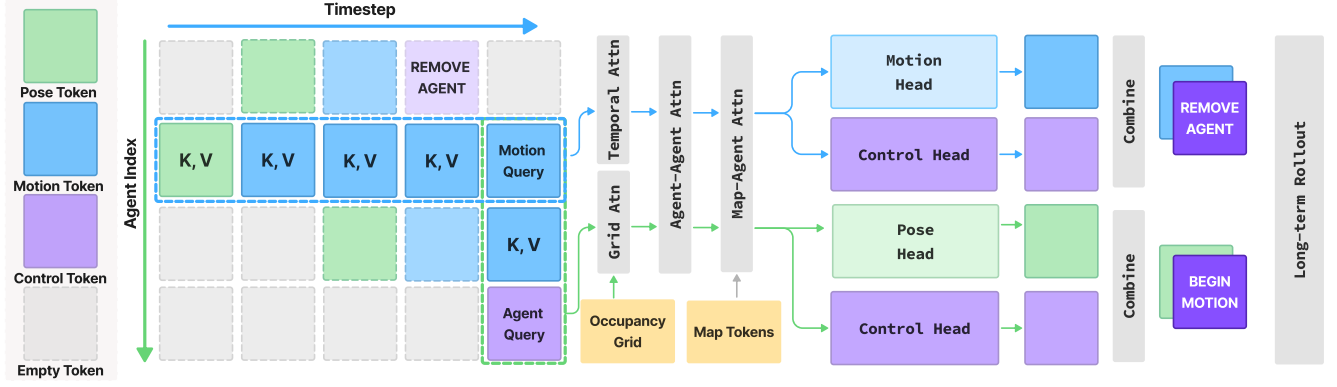 Pose Token
Motion Token
Control Token
Empty Token
Timestep
Agent Index
REMOVE
AGENT
K, V
K, V
K, V
K, V
Motion
Query
K, V
Agent
Query
Temporal Attn
Grid Atn
Agent-Agent Attn
Map-Agent Attn
Occupancy
Grid
Map Tokens
Motion
Head
Control Head
Pose
Head
Control Head
Combine
Combine
REMOVE
AGENT
BEGIN
MOTION
Long-term Rollout